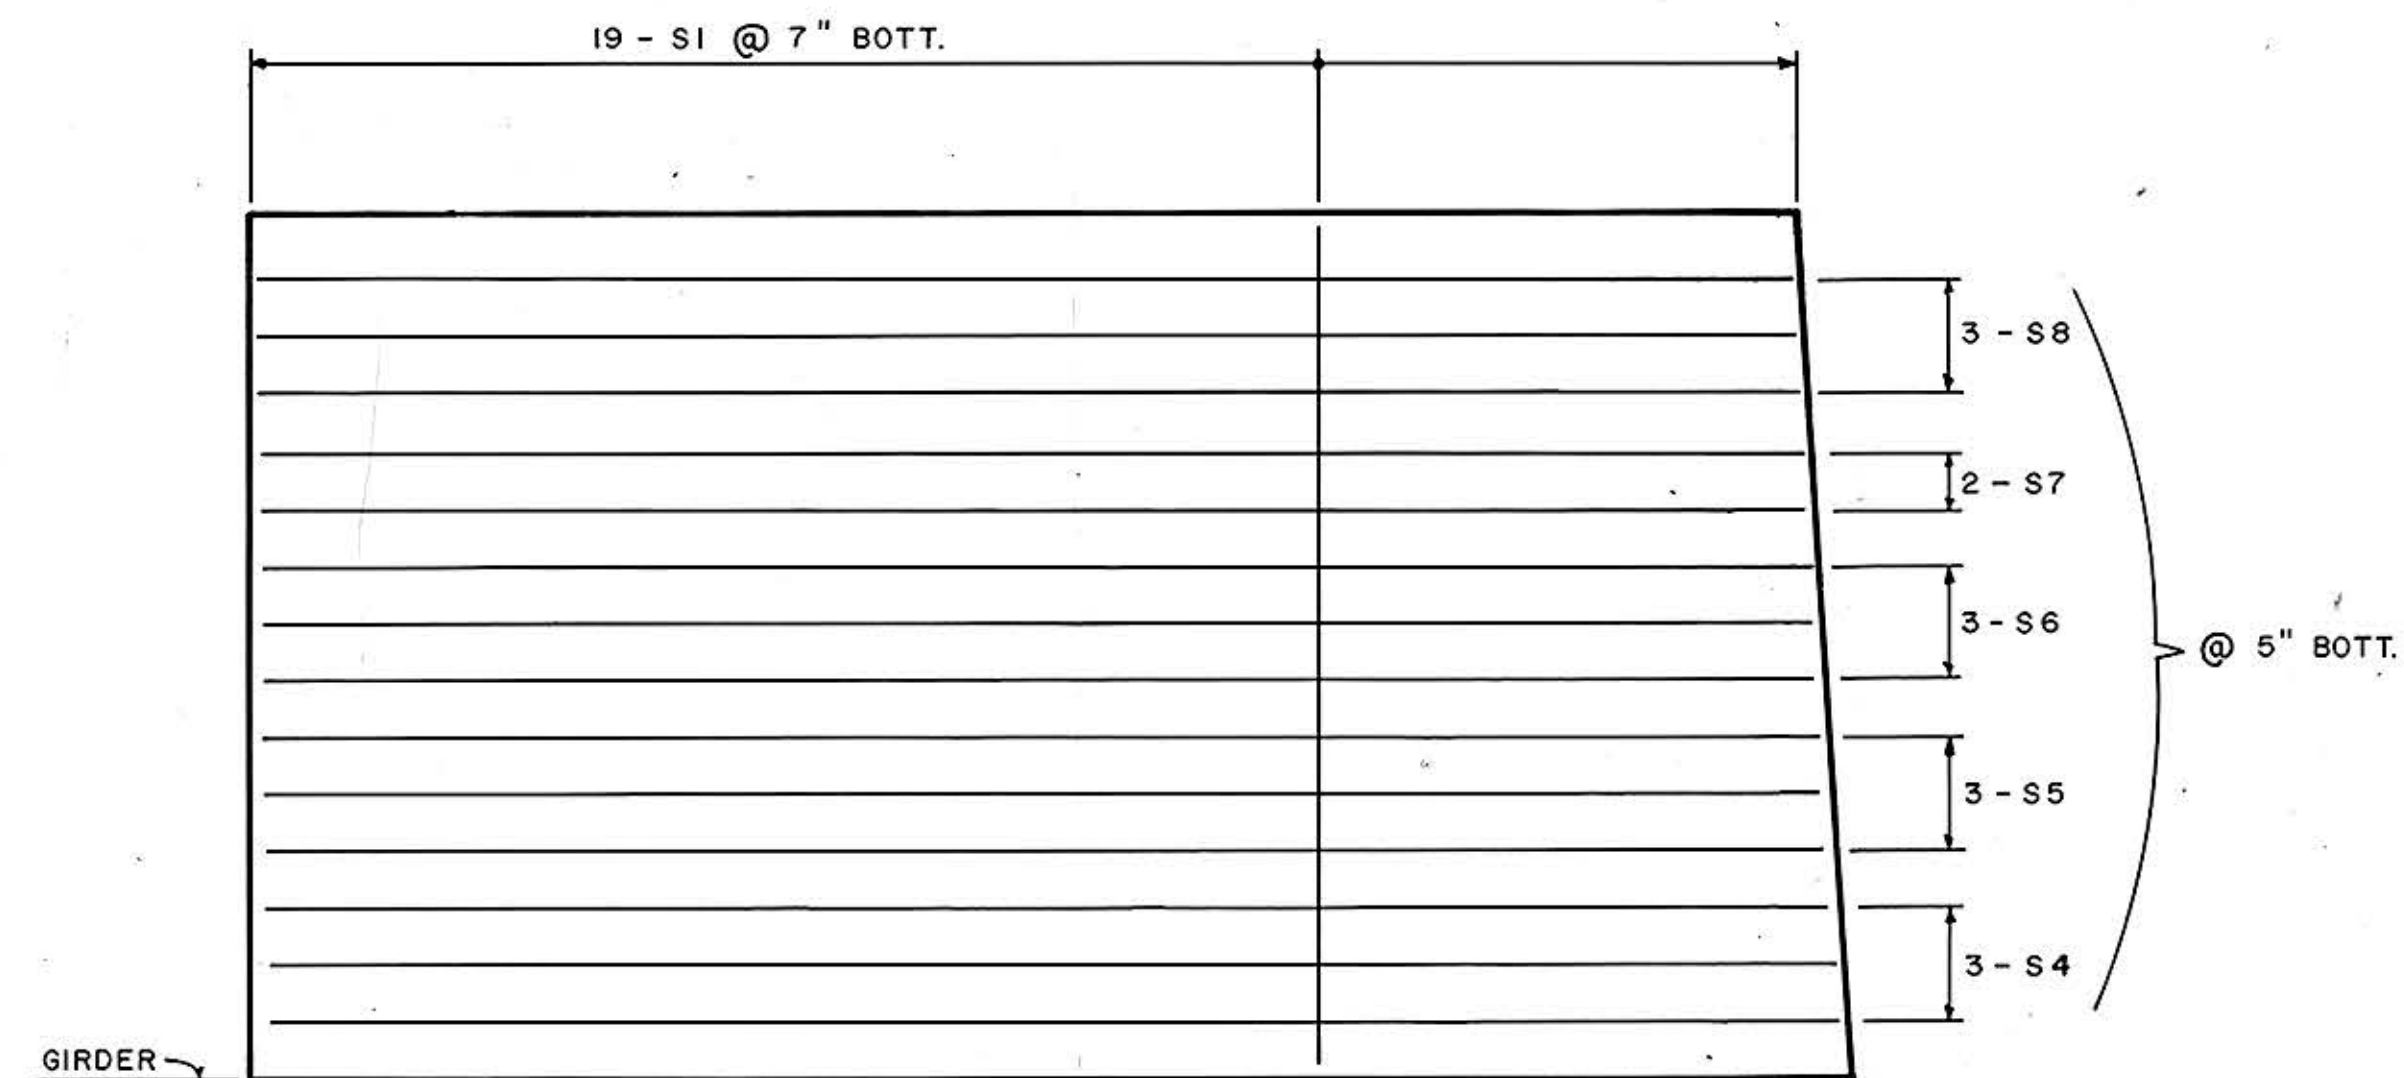 19 - S1 @ 7" BOTT.
3 - S8
2 - S7
3 - S6
@ 5" BOTT.
3 - S5
3 - S4
GIRDER